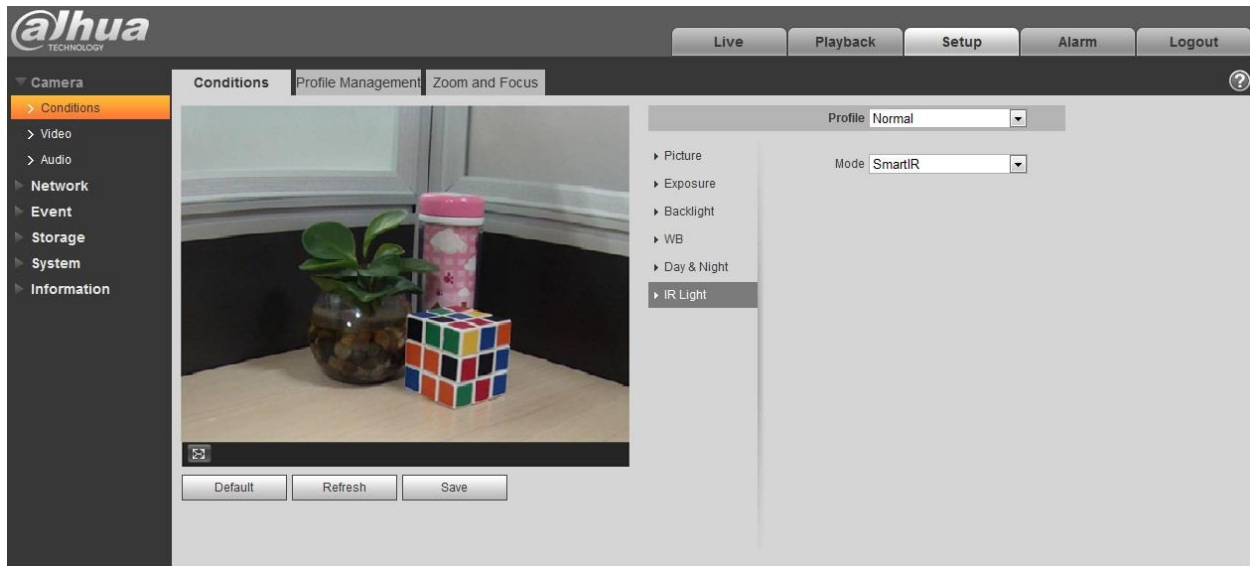 alhua
TECHNOLOGY
Live
Playback
Setup
Alarm
Logout
Camera
Conditions
Video
Audio
Network
Event
Storage
System
Information
Conditions
Profile Management
Zoom and Focus
?
Profile Normal
Picture
Exposure
Backlight
WB
Day & Night
IR Light
Mode SmartIR
Default
Refresh
Save